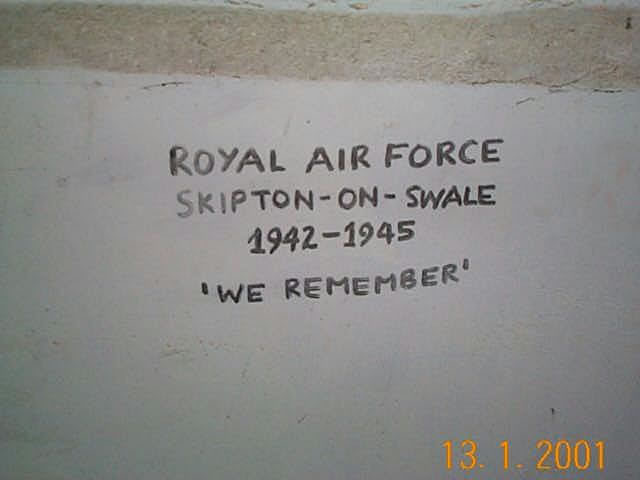 ROYAL AIR FORCE
SKIPTON-ON-SWALE
1942-1945
'WE REMEMBER'
13. 1. 2001